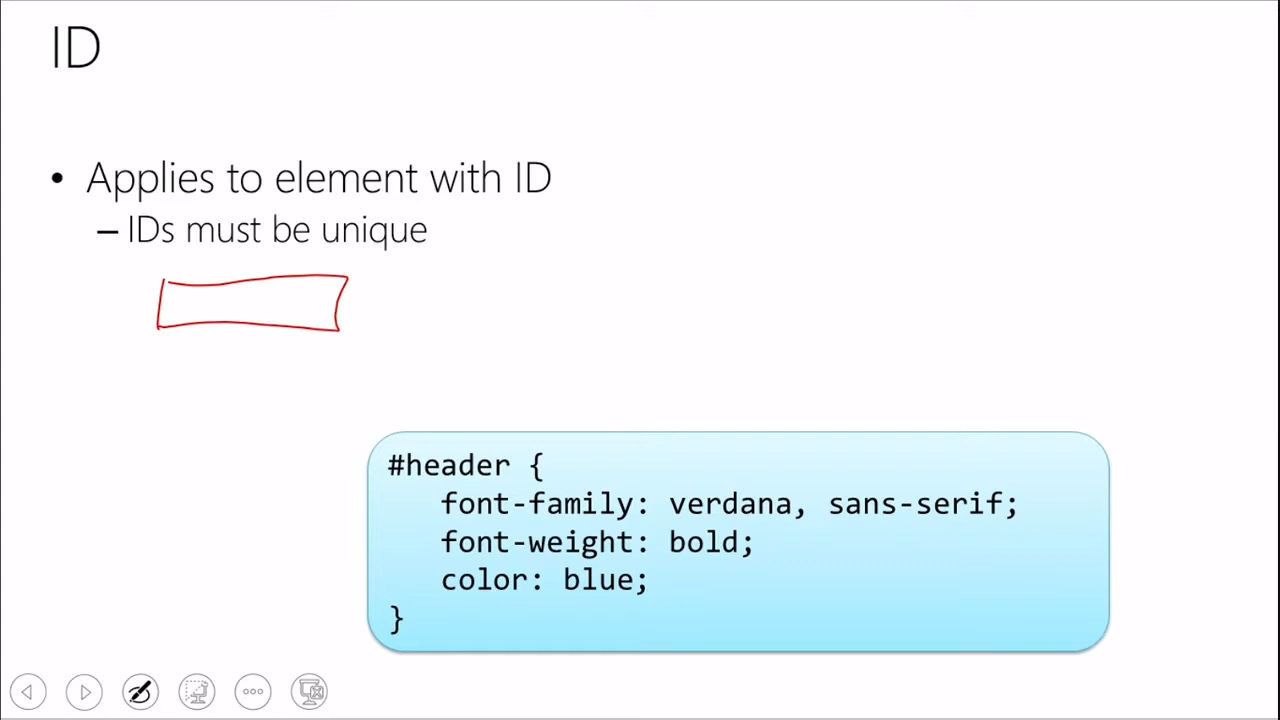 ID
• Applies to element with ID
– IDs must be unique
#header {
font-family: verdana, sans-serif;
font-weight: bold;
color: blue;
}